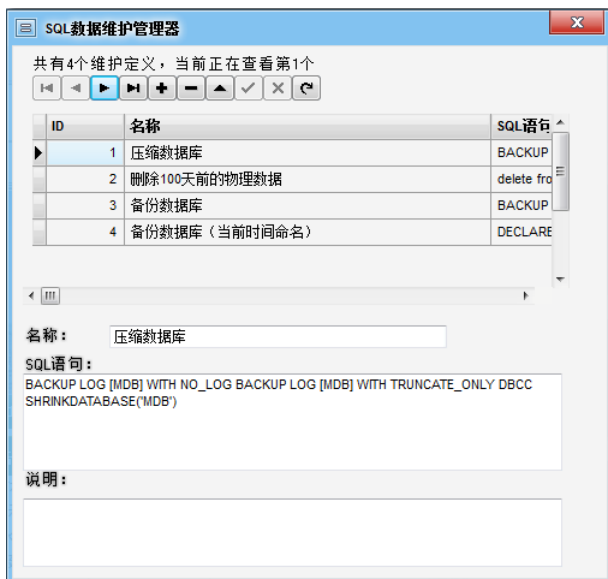 SQL数据维护管理器
共有4个维护定义，当前正在查看第1个
ID 名称 SQL语句
1 压缩数据库 BACKUP
2 删除100天前的物理数据 delete fro
3 备份数据库 BACKUP
4 备份数据库（当前时间命名） DECLARE
名称： 压缩数据库
SQL语句：
BACKUP LOG [MDB] WITH NO_LOG BACKUP LOG [MDB] WITH TRUNCATE_ONLY DBCC
SHRINKDATABASE('MDB')
说明：